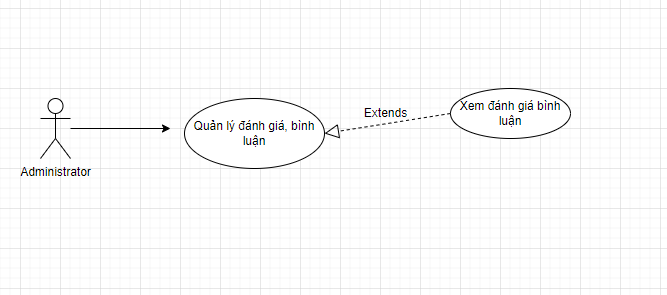 Xem đánh giá bình
luận
Extends
Quản lý đánh giá, bình
luận
Administrator